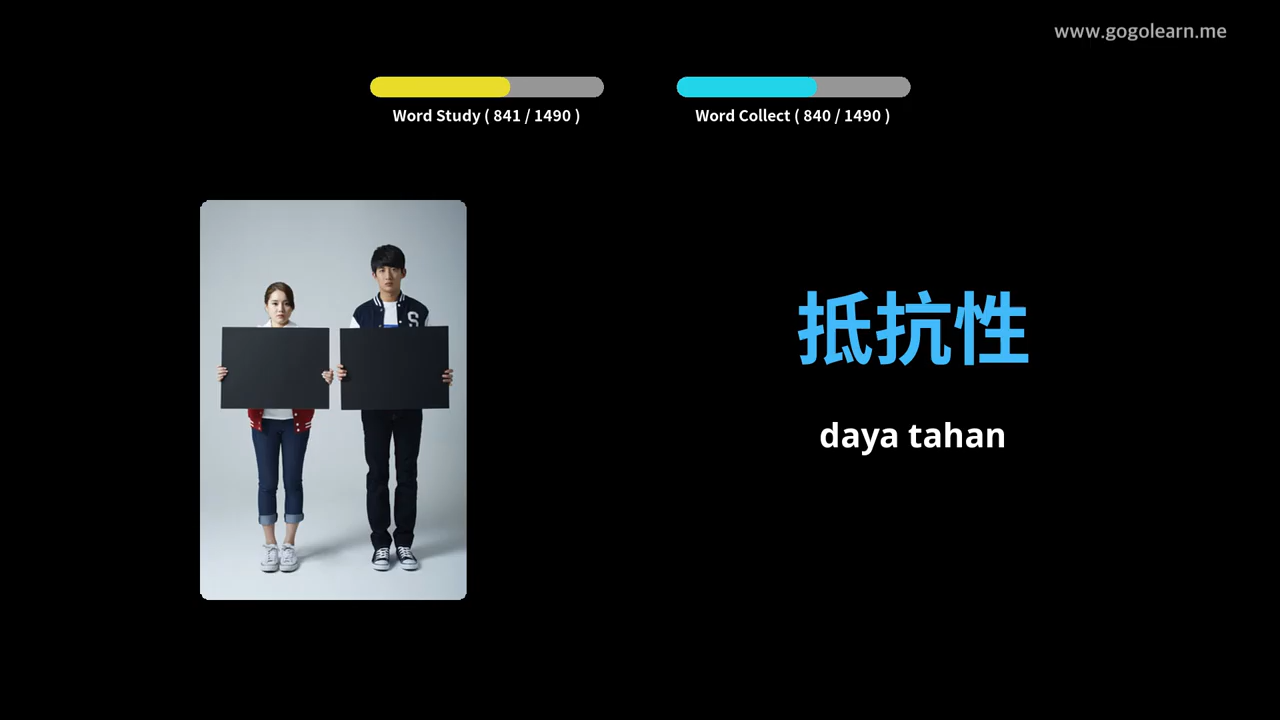 www.gogolearn.me
Word Study ( 841 / 1490 )
Word Collect ( 840 / 1490 )
S
抵抗性
daya tahan